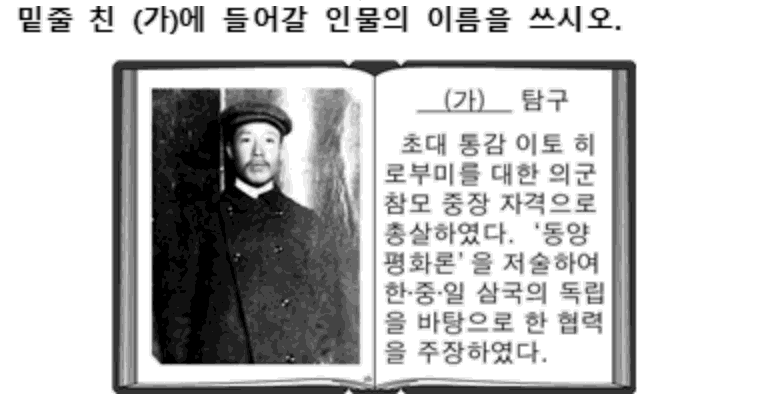 밑줄 친 (가)에 들어갈 인물의 이름을 쓰시오.
(가) 탐구
초대 통감 이토 히
로부미를 대한 의군
참모 중장 자격으로
총살하였다. '동양
평화론'을 저술하여
한·중·일 삼국의 독립
을 바탕으로 한 협력
을 주장하였다.